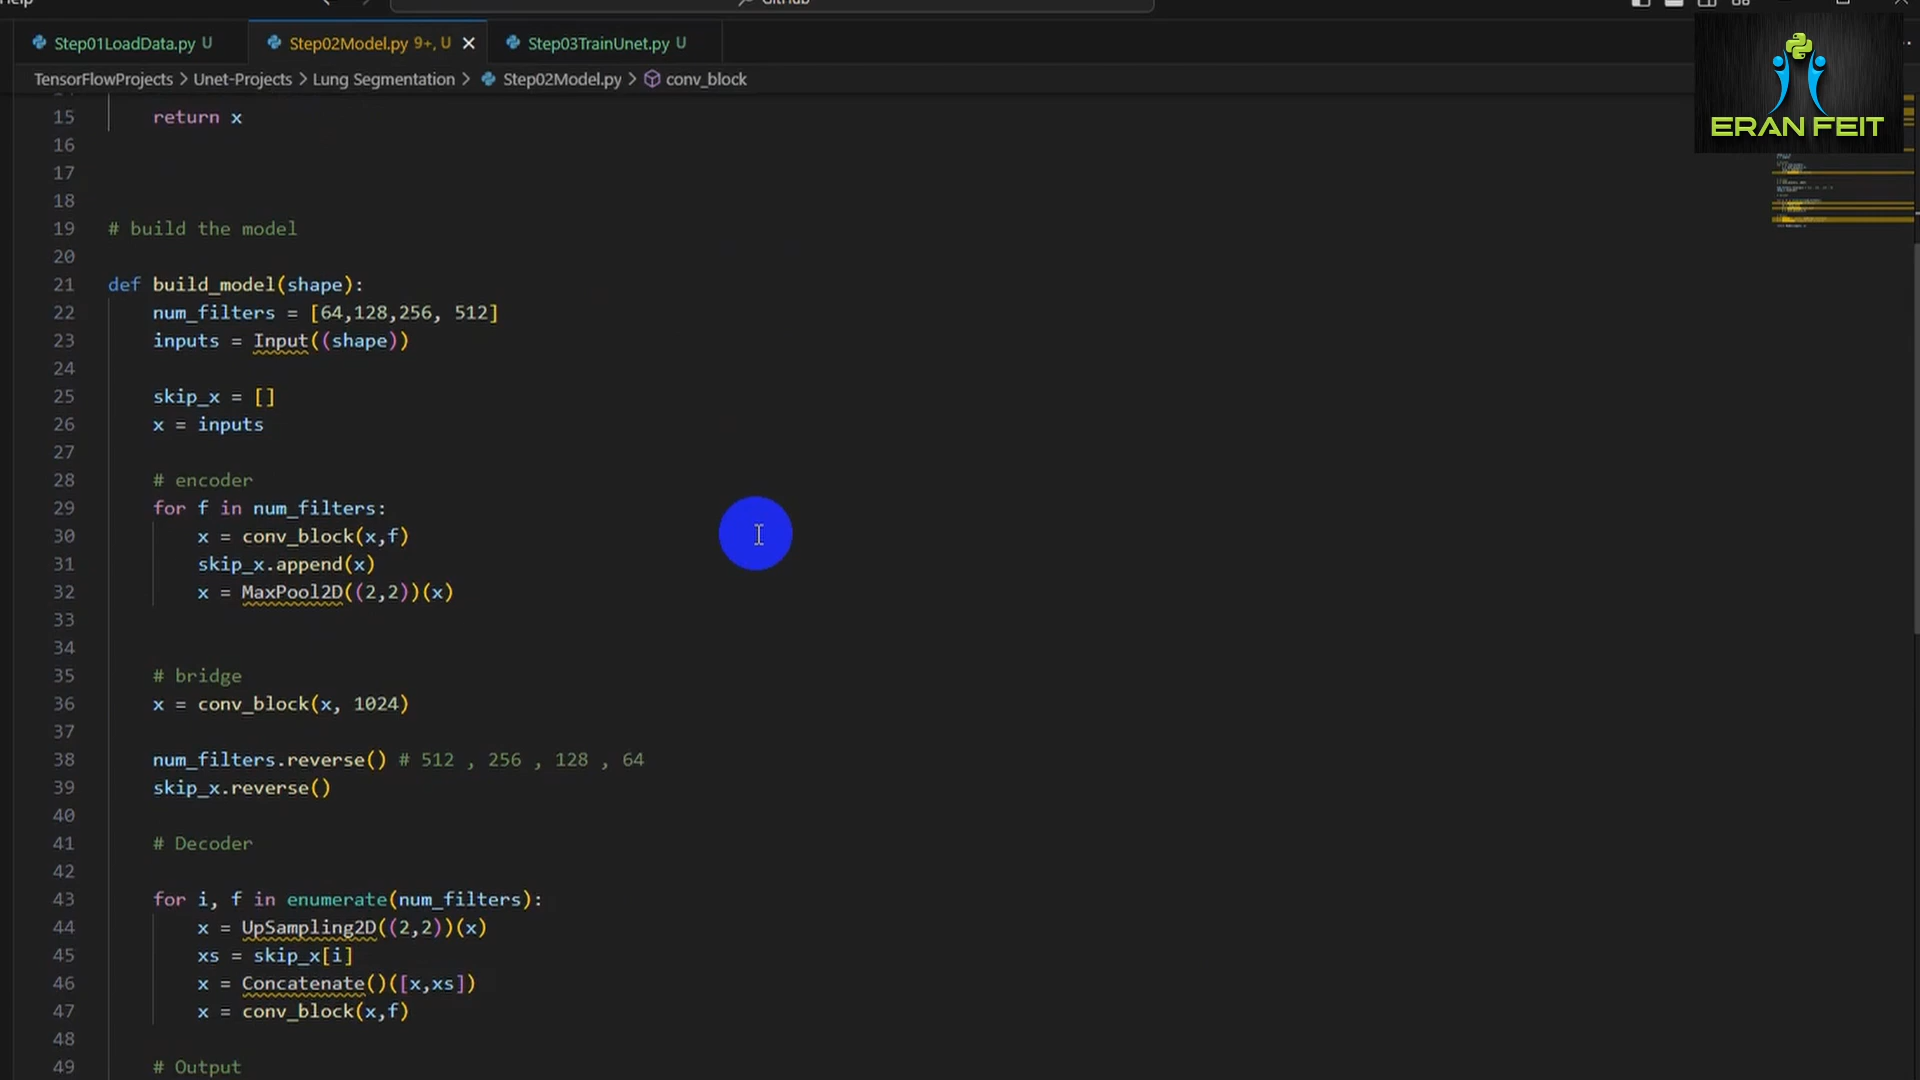 Help GitHub
Step01LoadData.py U Step02Model.py 9+, U Step03TrainUnet.py U
ERAN FEIT
TensorFlowProjects > Unet-Projects > Lung Segmentation > Step02Model.py > conv_block
15 return x
16
17
18
19 # build the model
20
21 def build_model(shape):
22 num_filters = [64,128,256, 512]
23 inputs = Input((shape))
24
25 skip_x = []
26 x = inputs
27
28 # encoder
29 for f in num_filters:
30 x = conv_block(x,f)
31 skip_x.append(x)
32 x = MaxPool2D((2,2))(x)
33
34
35 # bridge
36 x = conv_block(x, 1024)
37
38 num_filters.reverse() # 512 , 256 , 128 , 64
39 skip_x.reverse()
40
41 # Decoder
42
43 for i, f in enumerate(num_filters):
44 x = UpSampling2D((2,2))(x)
45 xs = skip_x[i]
46 x = Concatenate()([x,xs])
47 x = conv_block(x,f)
48
49 # Output